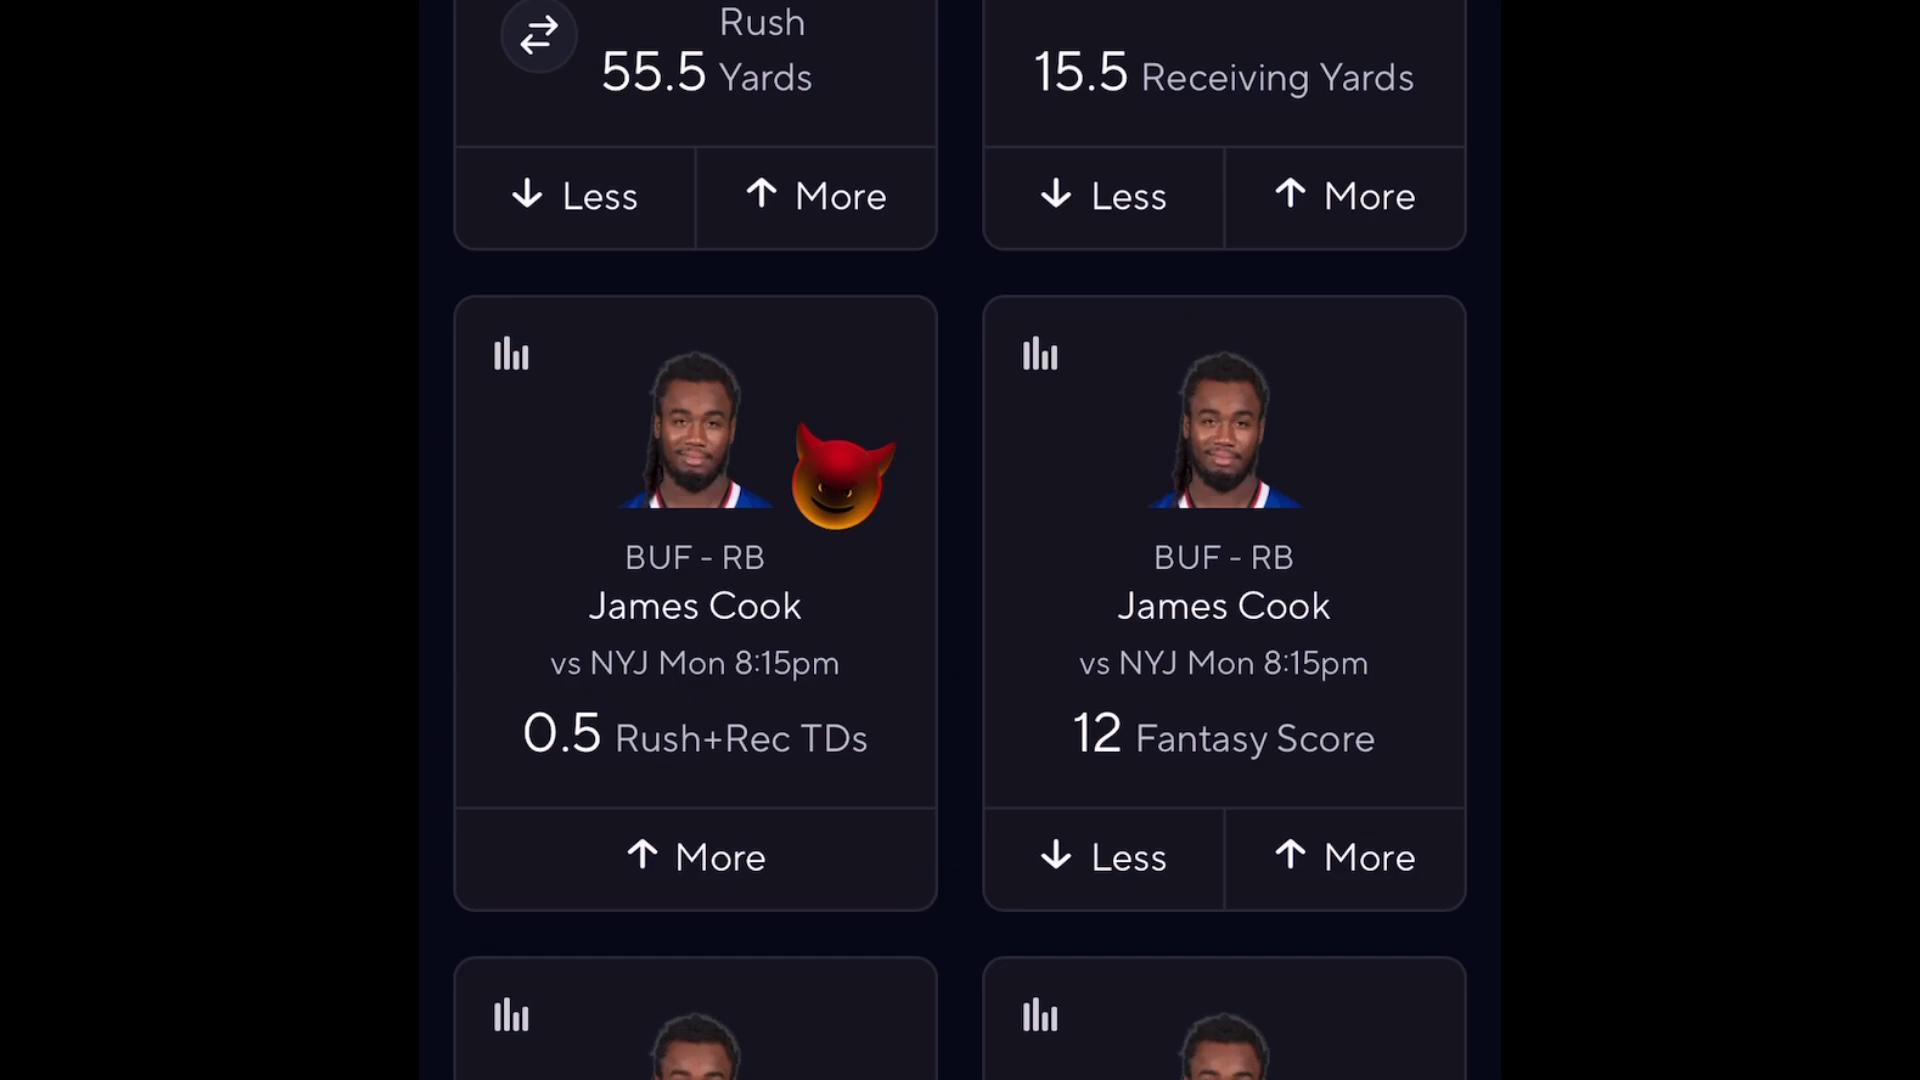 Rush
55.5 Yards
15.5 Receiving Yards
↓ Less
↑ More
↓ Less
↑ More
BUF - RB
James Cook
vs NYJ Mon 8:15pm
0.5 Rush+Rec TDs
↑ More
BUF - RB
James Cook
vs NYJ Mon 8:15pm
12 Fantasy Score
↓ Less
↑ More